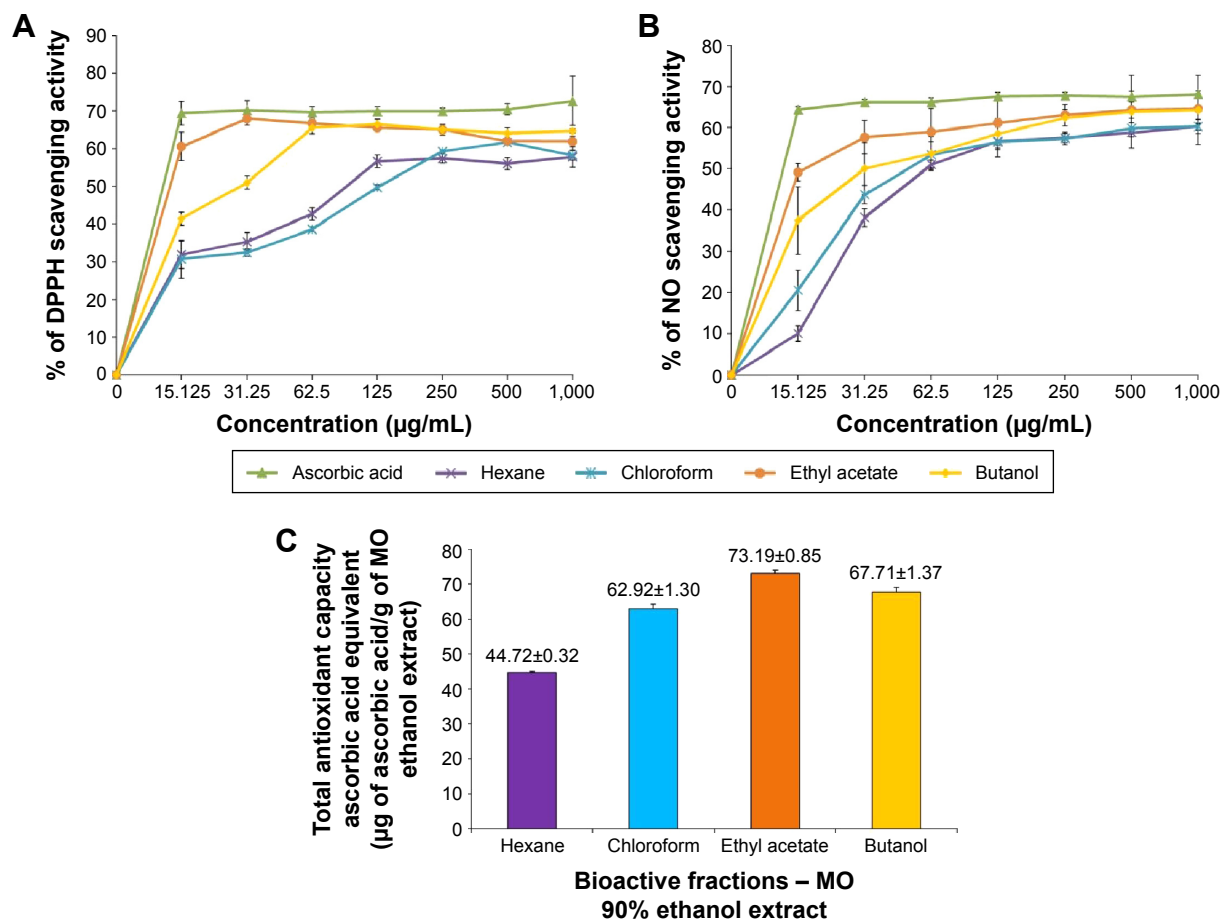 A
% of DPPH scavenging activity
90
80
70
60
50
40
30
20
10
0
0 15.125 31.25 62.5 125 250 500 1,000
Concentration (µg/mL)
B
% of NO scavenging activity
80
70
60
50
40
30
20
10
0
0 15.125 31.25 62.5 125 250 500 1,000
Concentration (µg/mL)
Ascorbic acid Hexane Chloroform Ethyl acetate Butanol
C
Total antioxidant capacity
ascorbic acid equivalent
(µg of ascorbic acid/g of MO
ethanol extract)
80
70
60
50
40
30
20
10
0
44.72±0.32
62.92±1.30
73.19±0.85
67.71±1.37
Hexane Chloroform Ethyl acetate Butanol
Bioactive fractions – MO
90% ethanol extract